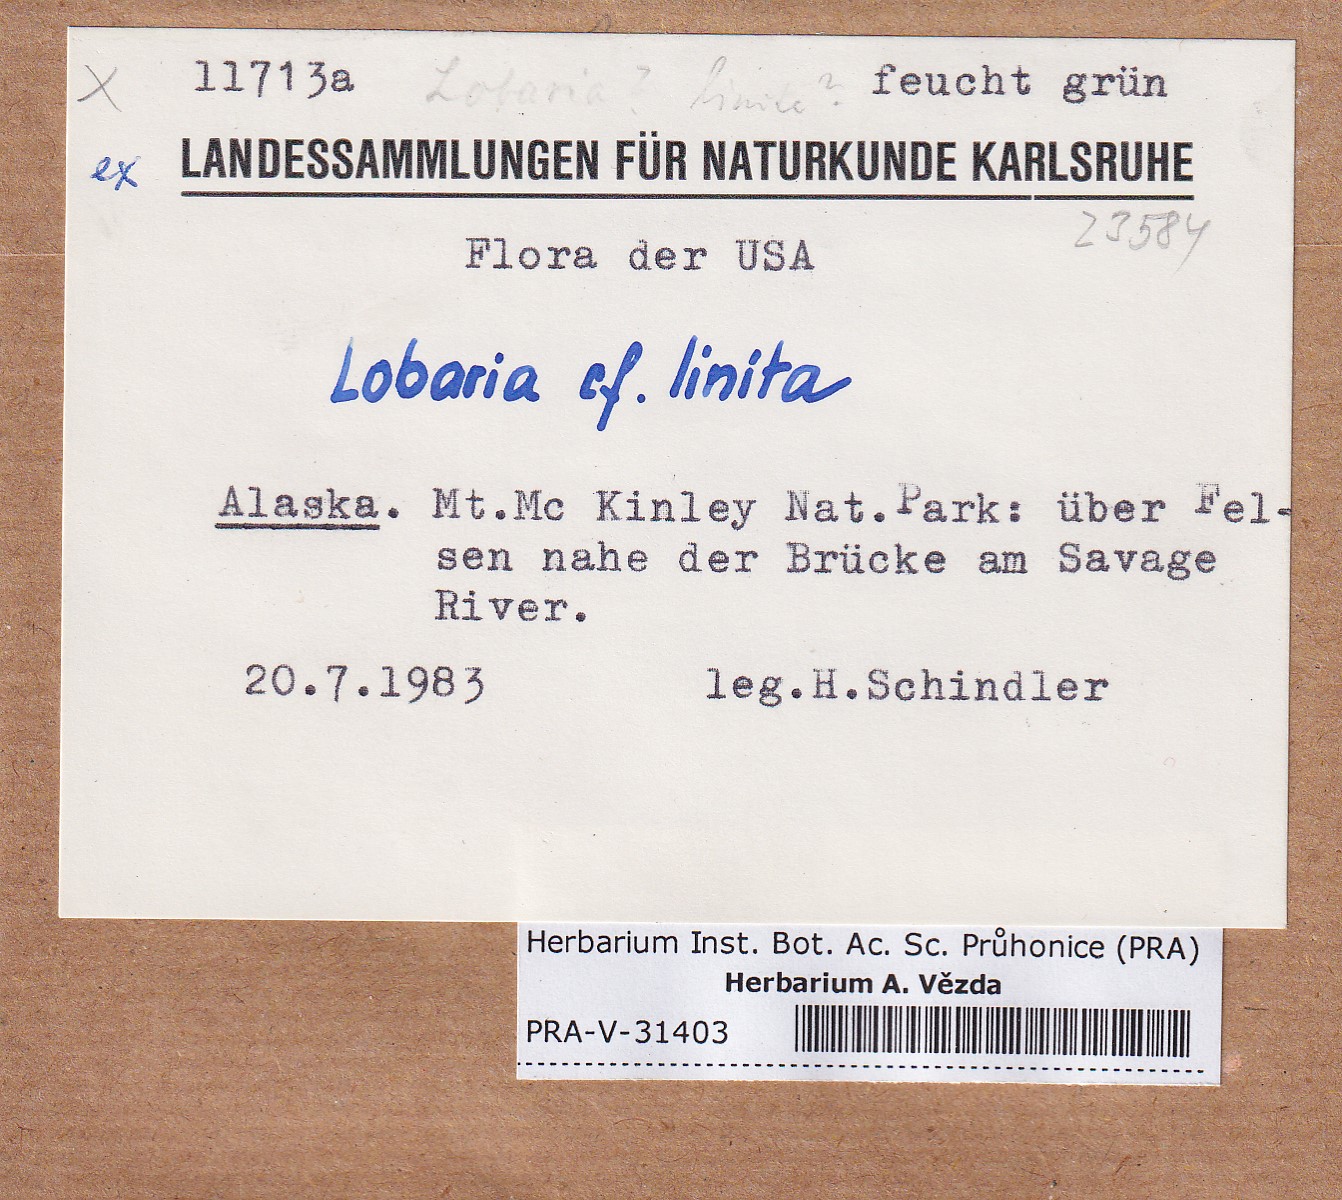 X 11713a Lobaria? linita? feucht grün
ex LANDESSAMMLUNGEN FÜR NATURKUNDE KARLSRUHE
23584
Flora der USA
Lobaria cf. linita
Alaska. Mt.Mc Kinley Nat.Park: über Fel-
sen nahe der Brücke am Savage
River.
20.7.1983 leg.H.Schindler
Herbarium Inst. Bot. Ac. Sc. Průhonice (PRA)
Herbarium A. Vězda
PRA-V-31403